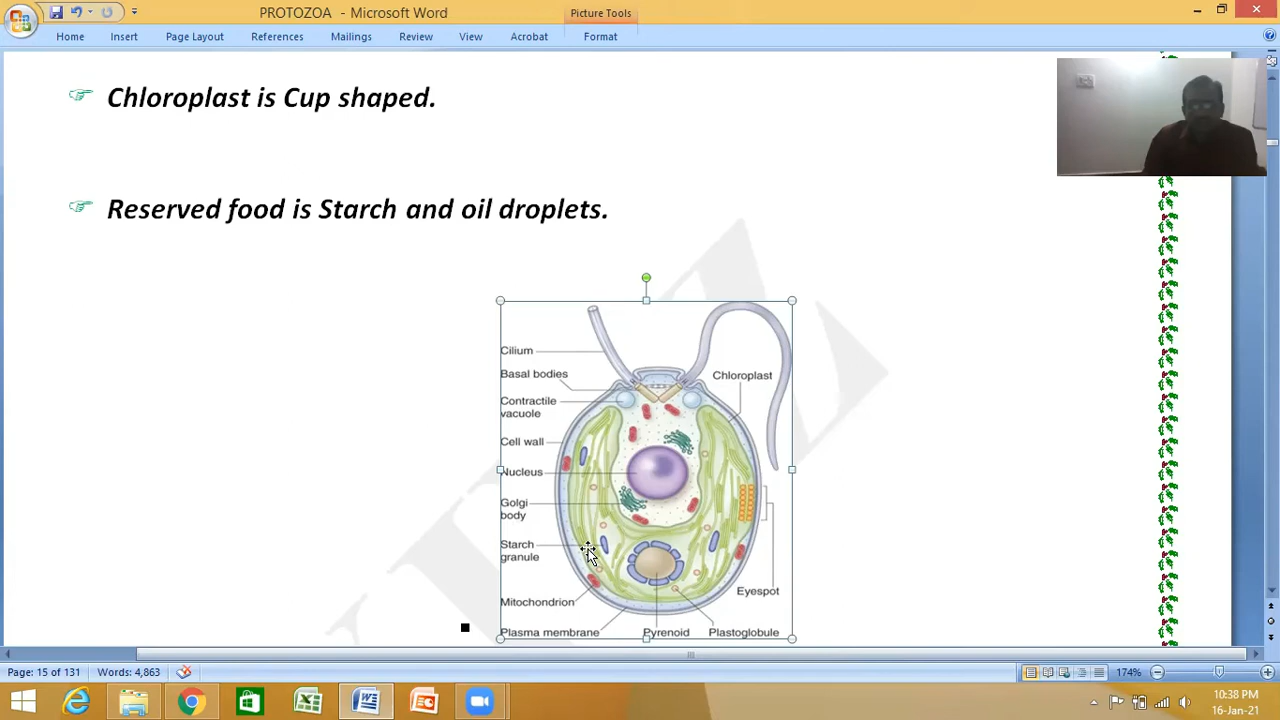 PROTOZOA - Microsoft Word
Picture Tools
Home Insert Page Layout References Mailings Review View Acrobat Format
Chloroplast is Cup shaped.
Reserved food is Starch and oil droplets.
Cilium
Basal bodies
Chloroplast
Contractile
vacuole
Cell wall
Nucleus
Golgi
body
Starch
granule
Eyespot
Mitochondrion
Plasma membrane
Pyrenoid
Plastoglobule
Page: 15 of 131 Words: 4,863
174%
10:38 PM
16-Jan-21